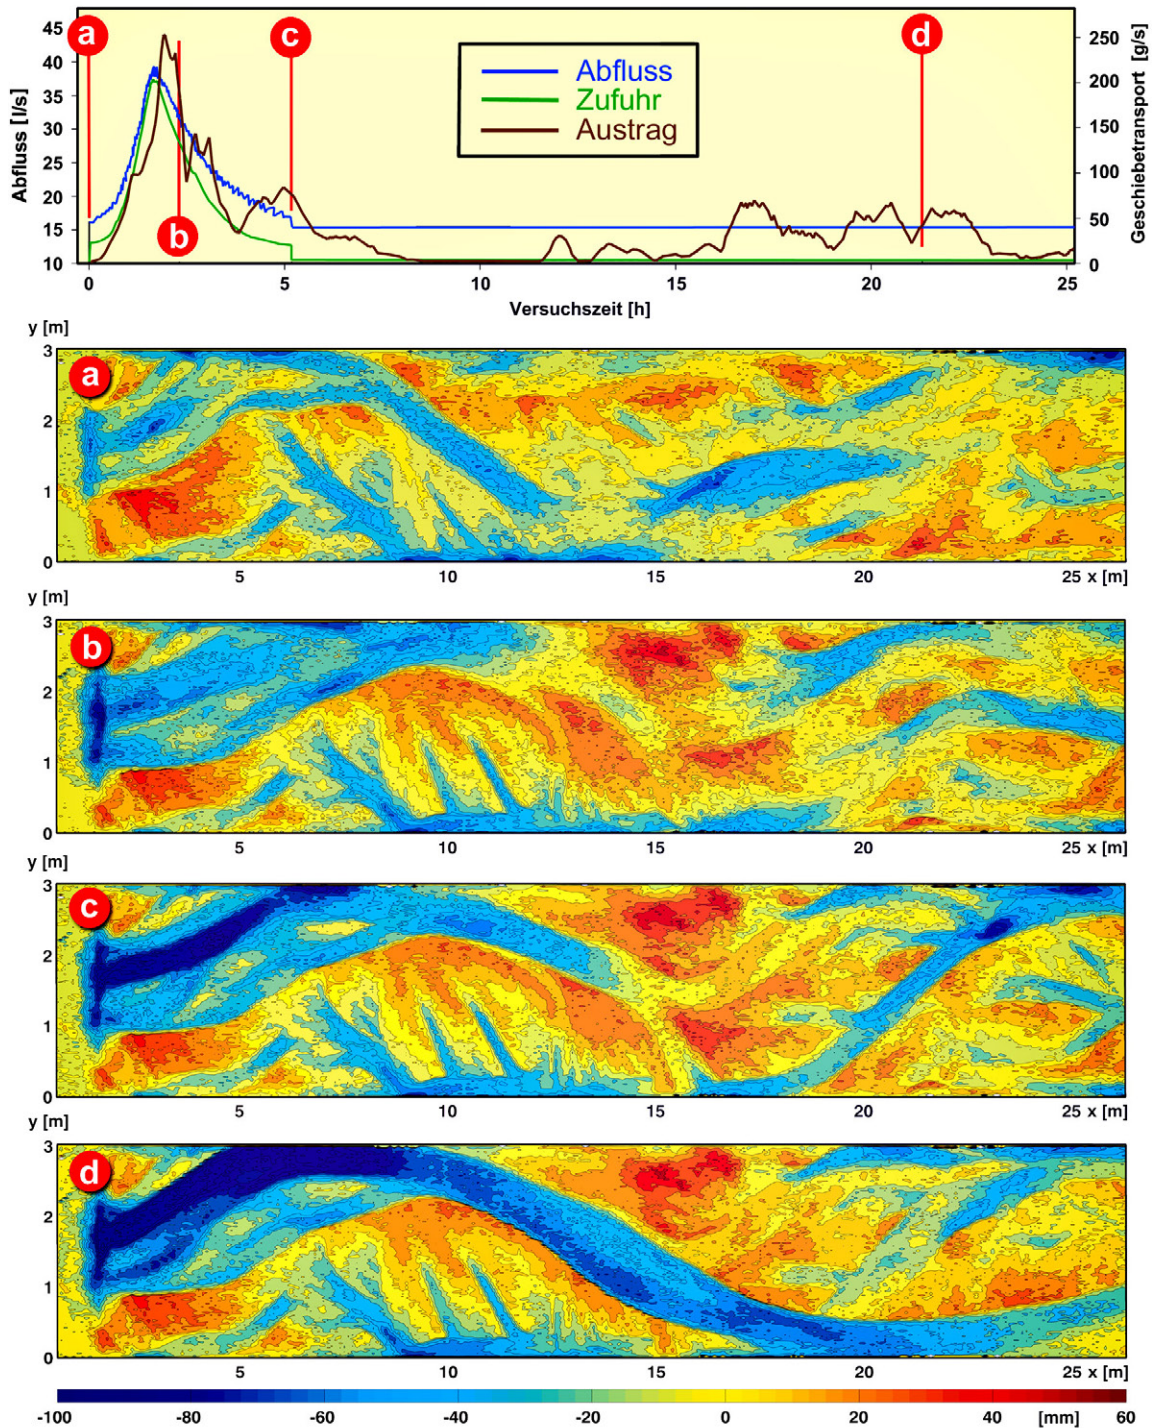 Abfluss [l/s]
45
40
35
30
25
20
15
10
a
c
d
b
Abfluss
Zufuhr
Austrag
250
200
150
100
50
0
Geschiebetransport [g/s]
0 5 10 15 20 25
Versuchszeit [h]
y [m]
3
a
2
1
0
5 10 15 20 25 x [m]
y [m]
3
b
2
1
0
5 10 15 20 25 x [m]
y [m]
3
c
2
1
0
5 10 15 20 25 x [m]
y [m]
3
d
2
1
0
5 10 15 20 25 x [m]
-100 -80 -60 -40 -20 0 20 40 [mm] 60